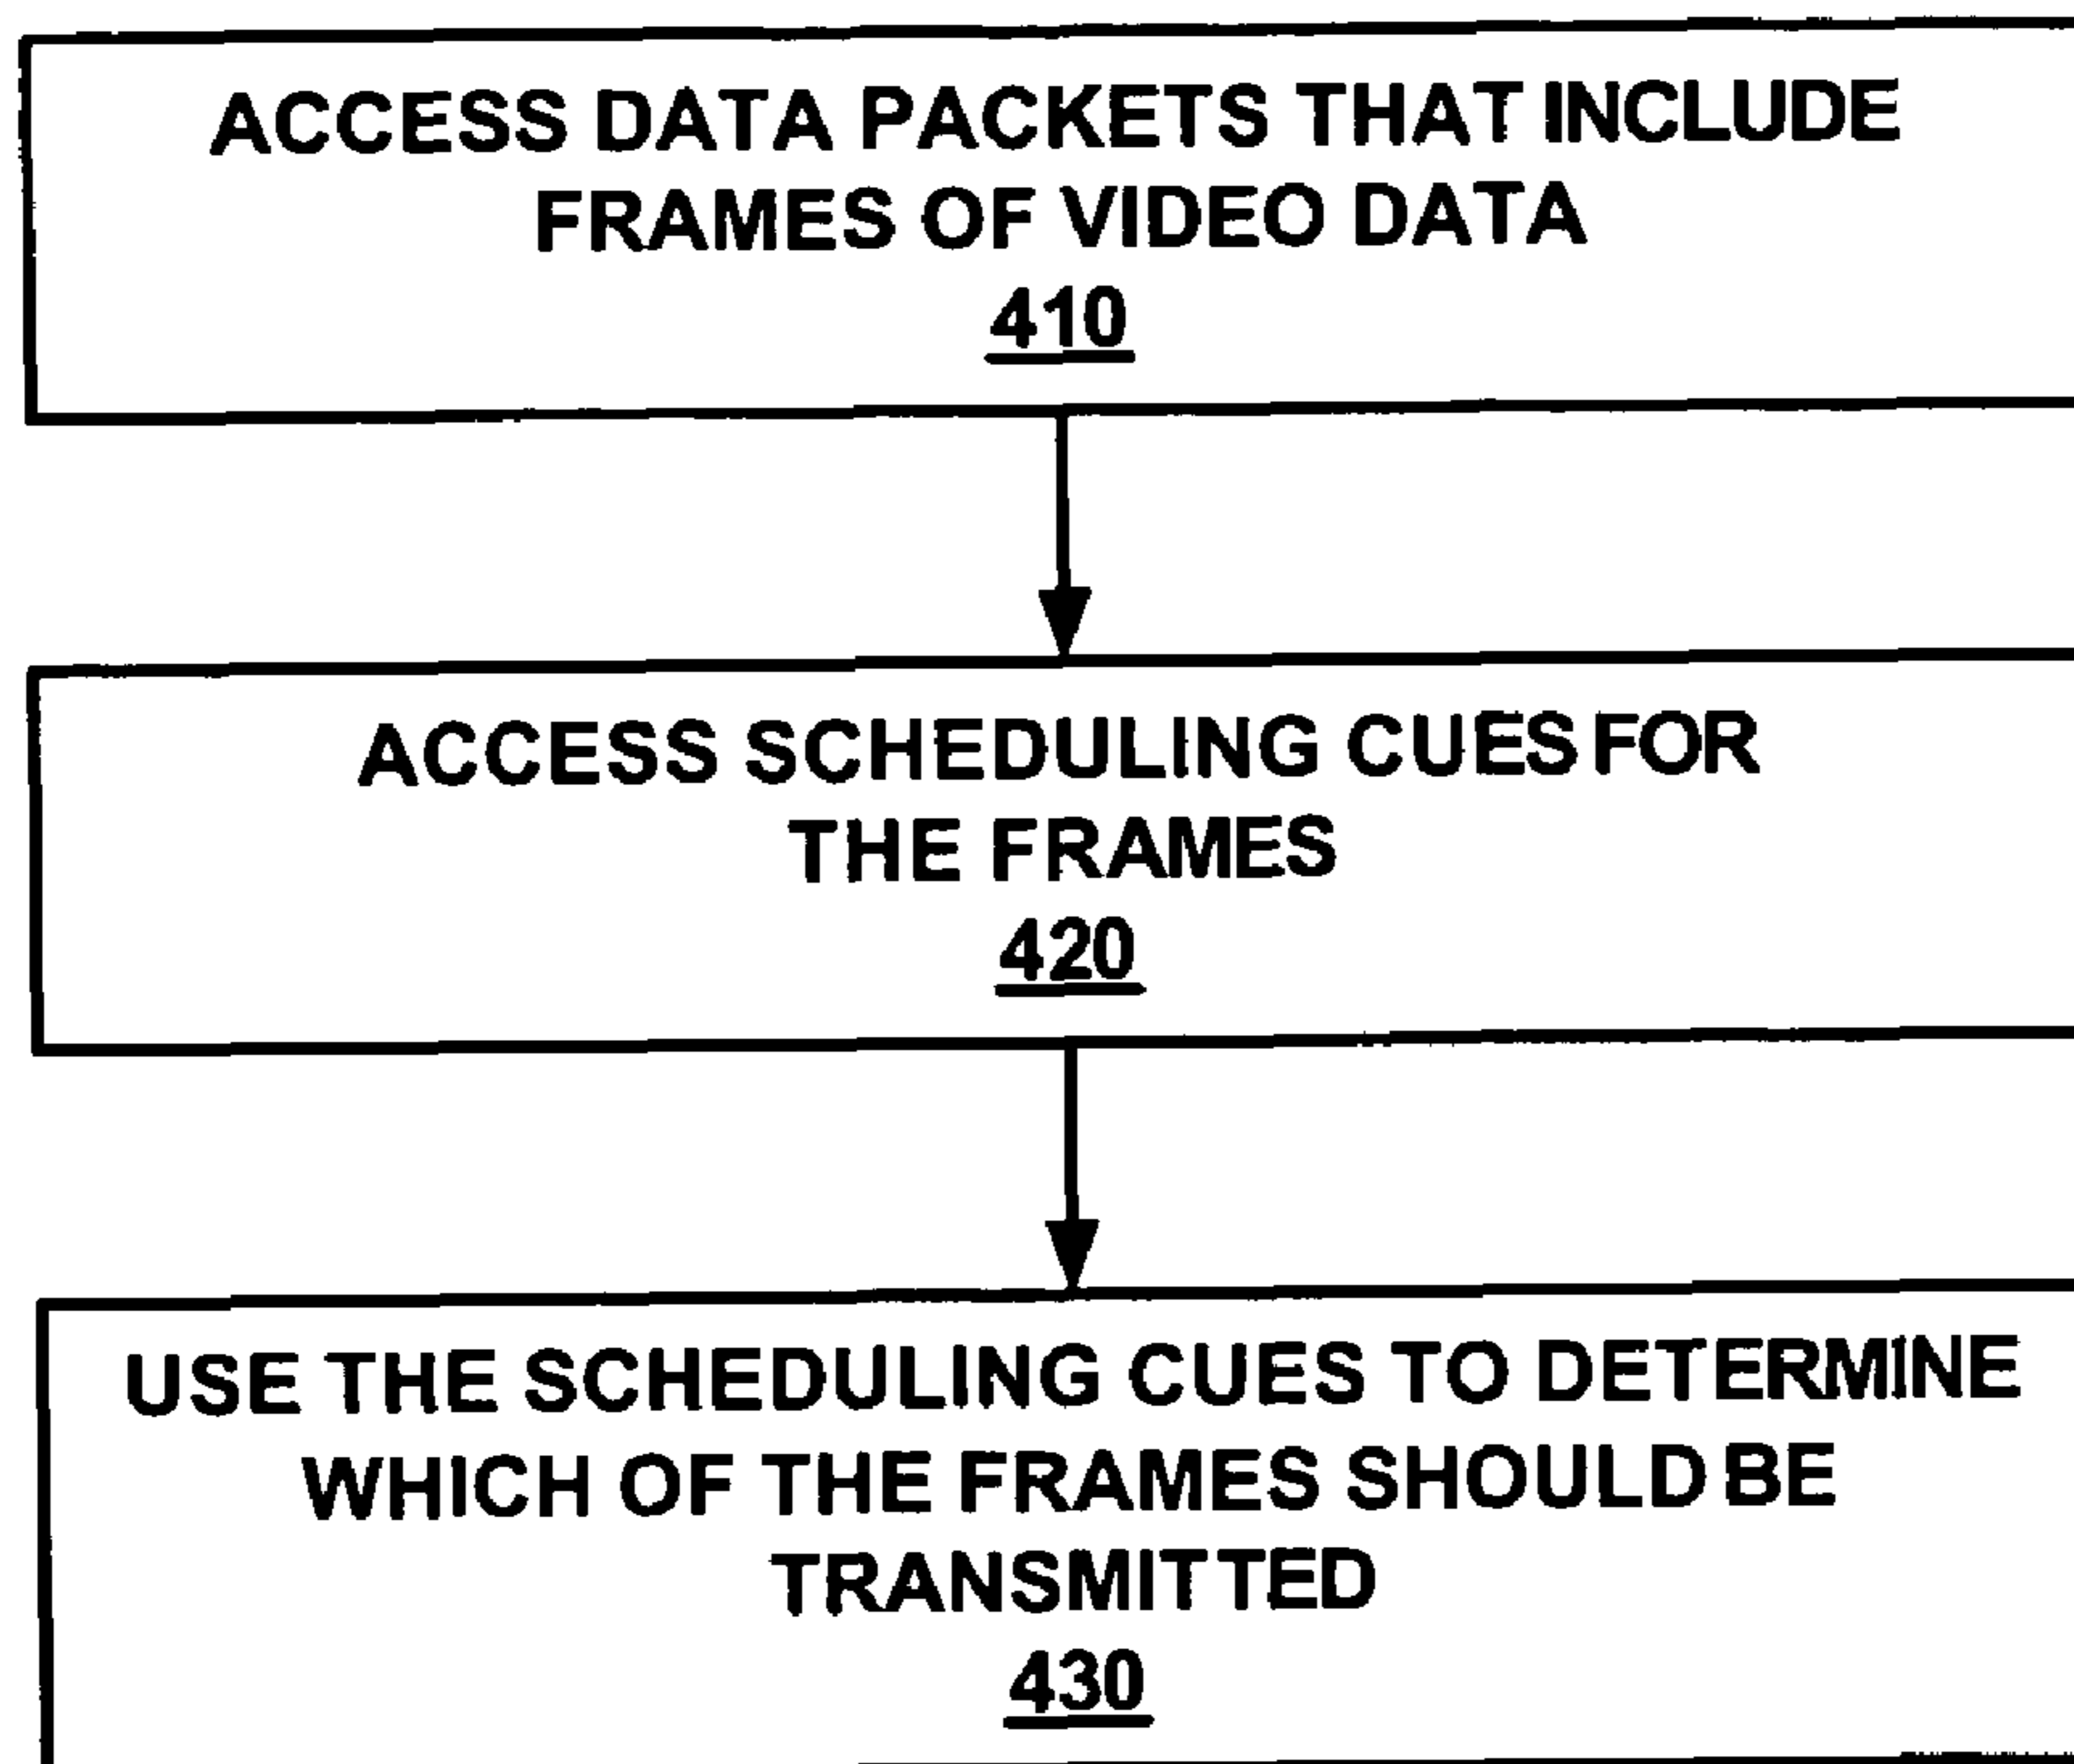 ACCESS DATA PACKETS THAT INCLUDE
FRAMES OF VIDEO DATA
410
ACCESS SCHEDULING CUES FOR
THE FRAMES
420
USE THE SCHEDULING CUES TO DETERMINE
WHICH OF THE FRAMES SHOULD BE
TRANSMITTED
430